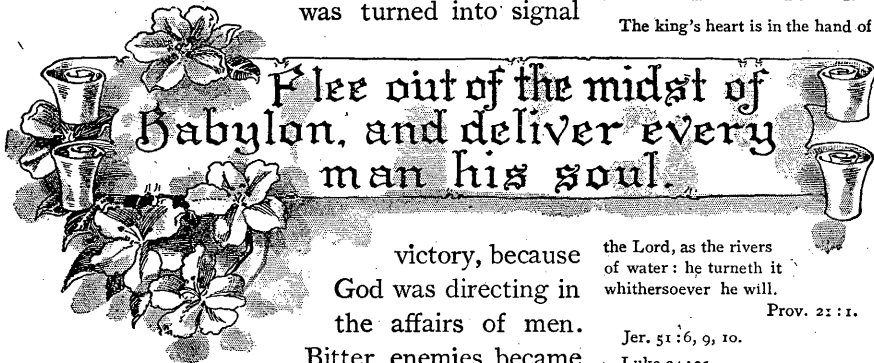 was turned into signal
The king's heart is in the hand of
Flee out of the midst of
Babylon, and deliver every
man his soul.
victory, because
God was directing in
the affairs of men.
Bitter enemies became
the Lord, as the rivers
of water: he turneth it
whithersoever he will.
Prov. 21:1.
Jer. 51:6, 9, 10.